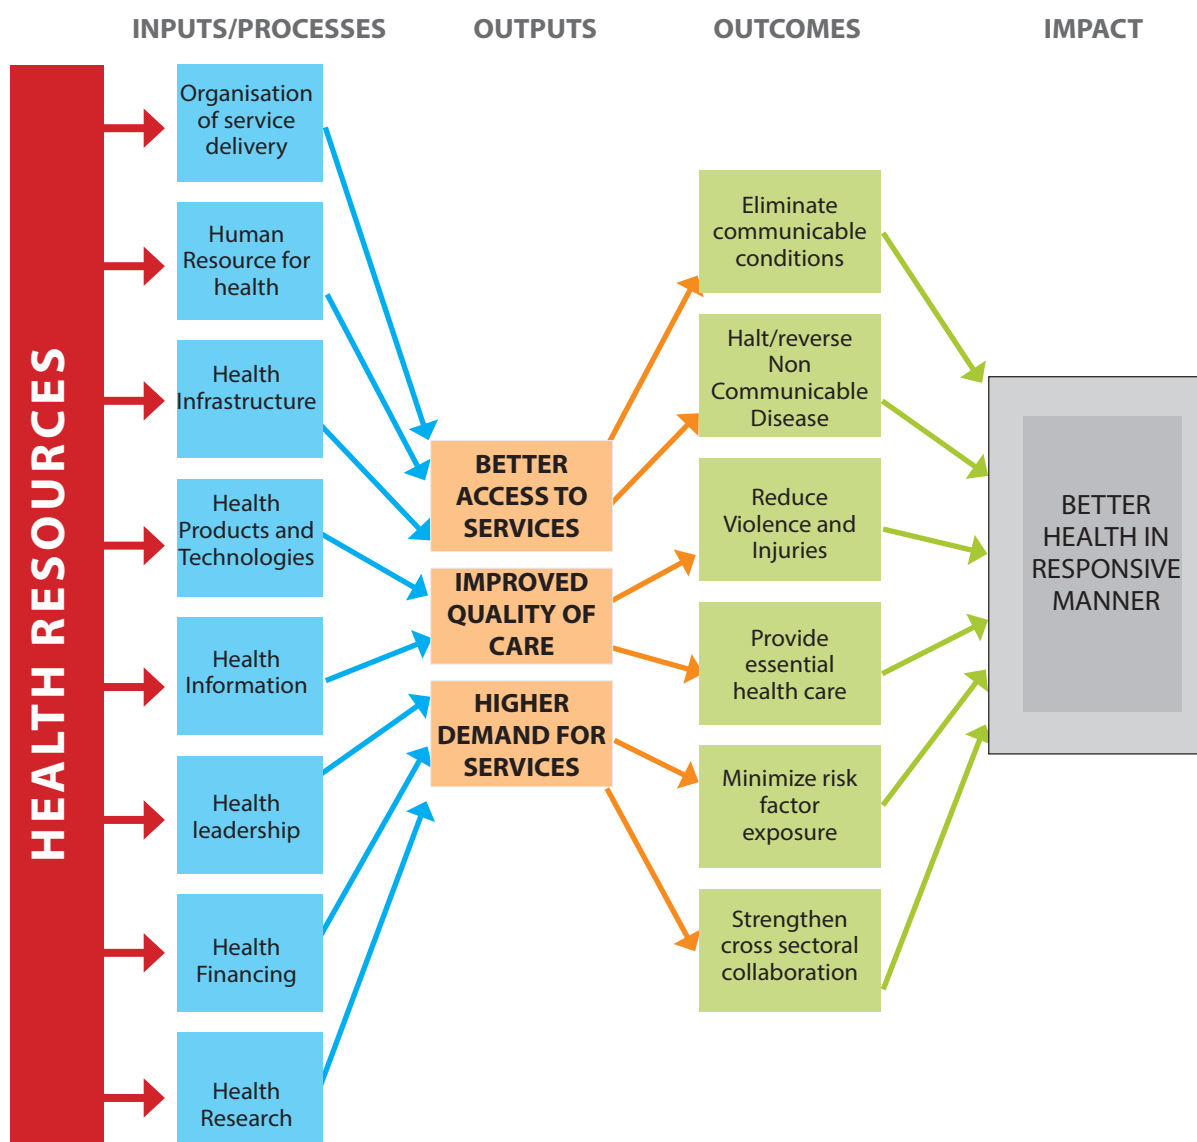 INPUTS/PROCESSES
OUTPUTS
OUTCOMES
IMPACT
HEALTH RESOURCES
Organisation
of service
delivery
Human
Resource for
health
Health
Infrastructure
Health
Products and
Technologies
Health
Information
Health
leadership
Health
Financing
Health
Research
BETTER
ACCESS TO
SERVICES
IMPROVED
QUALITY OF
CARE
HIGHER
DEMAND FOR
SERVICES
Eliminate
communicable
conditions
Halt/reverse
Non
Communicable
Disease
Reduce
Violence and
Injuries
Provide
essential
health care
Minimize risk
factor
exposure
Strengthen
cross sectoral
collaboration
BETTER
HEALTH IN
RESPONSIVE
MANNER